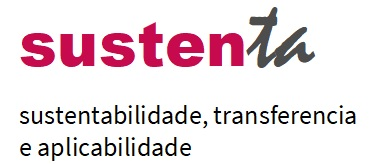 sustenta
sustentabilidade, transferencia
e aplicabilidade